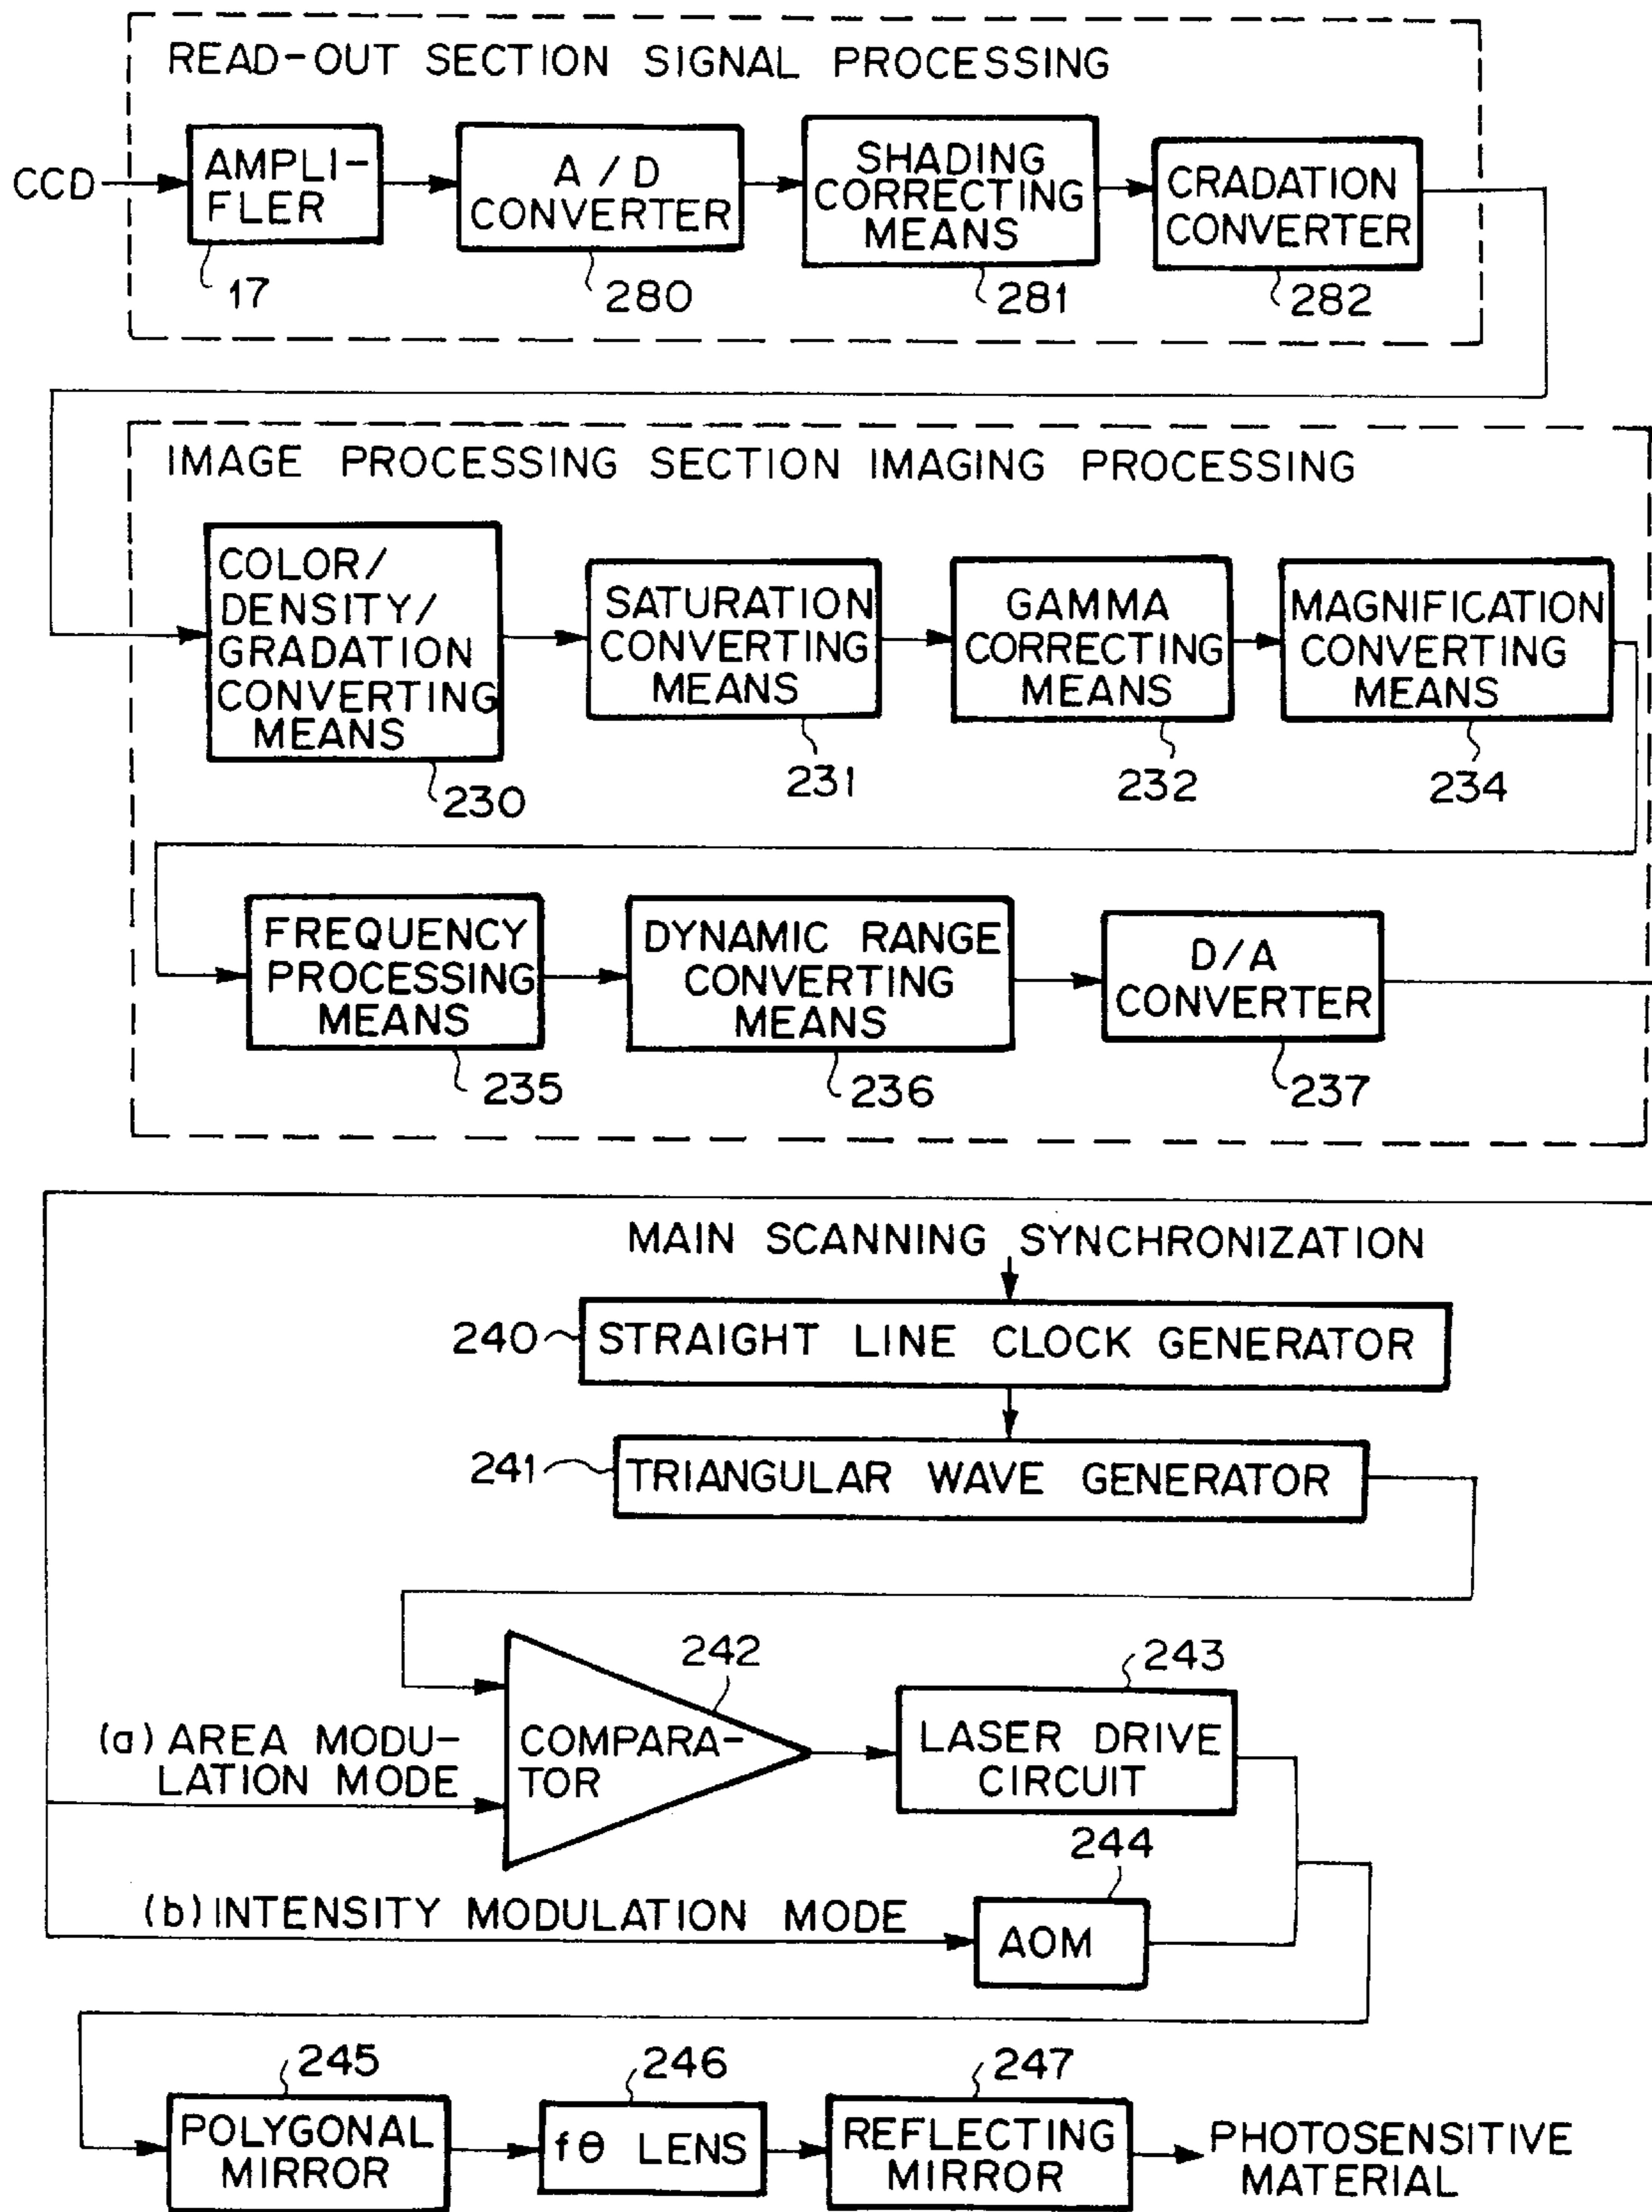 READ-OUT SECTION SIGNAL PROCESSING
CCD
AMPLI-
FLER
17
A / D
CONVERTER
280
SHADING
CORRECTING
MEANS
281
CRADATION
CONVERTER
282
IMAGE PROCESSING SECTION IMAGING PROCESSING
COLOR/
DENSITY/
GRADATION
CONVERTING
MEANS
230
SATURATION
CONVERTING
MEANS
231
GAMMA
CORRECTING
MEANS
232
MAGNIFICATION
CONVERTING
MEANS
234
FREQUENCY
PROCESSING
MEANS
235
DYNAMIC RANGE
CONVERTING
MEANS
236
D/A
CONVERTER
237
MAIN SCANNING SYNCHRONIZATION
240
STRAIGHT LINE CLOCK GENERATOR
241
TRIANGULAR WAVE GENERATOR
242
243
(a) AREA MODU-
LATION MODE
COMPARA-
TOR
LASER DRIVE
CIRCUIT
244
(b) INTENSITY MODULATION MODE
AOM
245
POLYGONAL
MIRROR
246
fθ LENS
247
REFLECTING
MIRROR
PHOTOSENSITIVE
MATERIAL